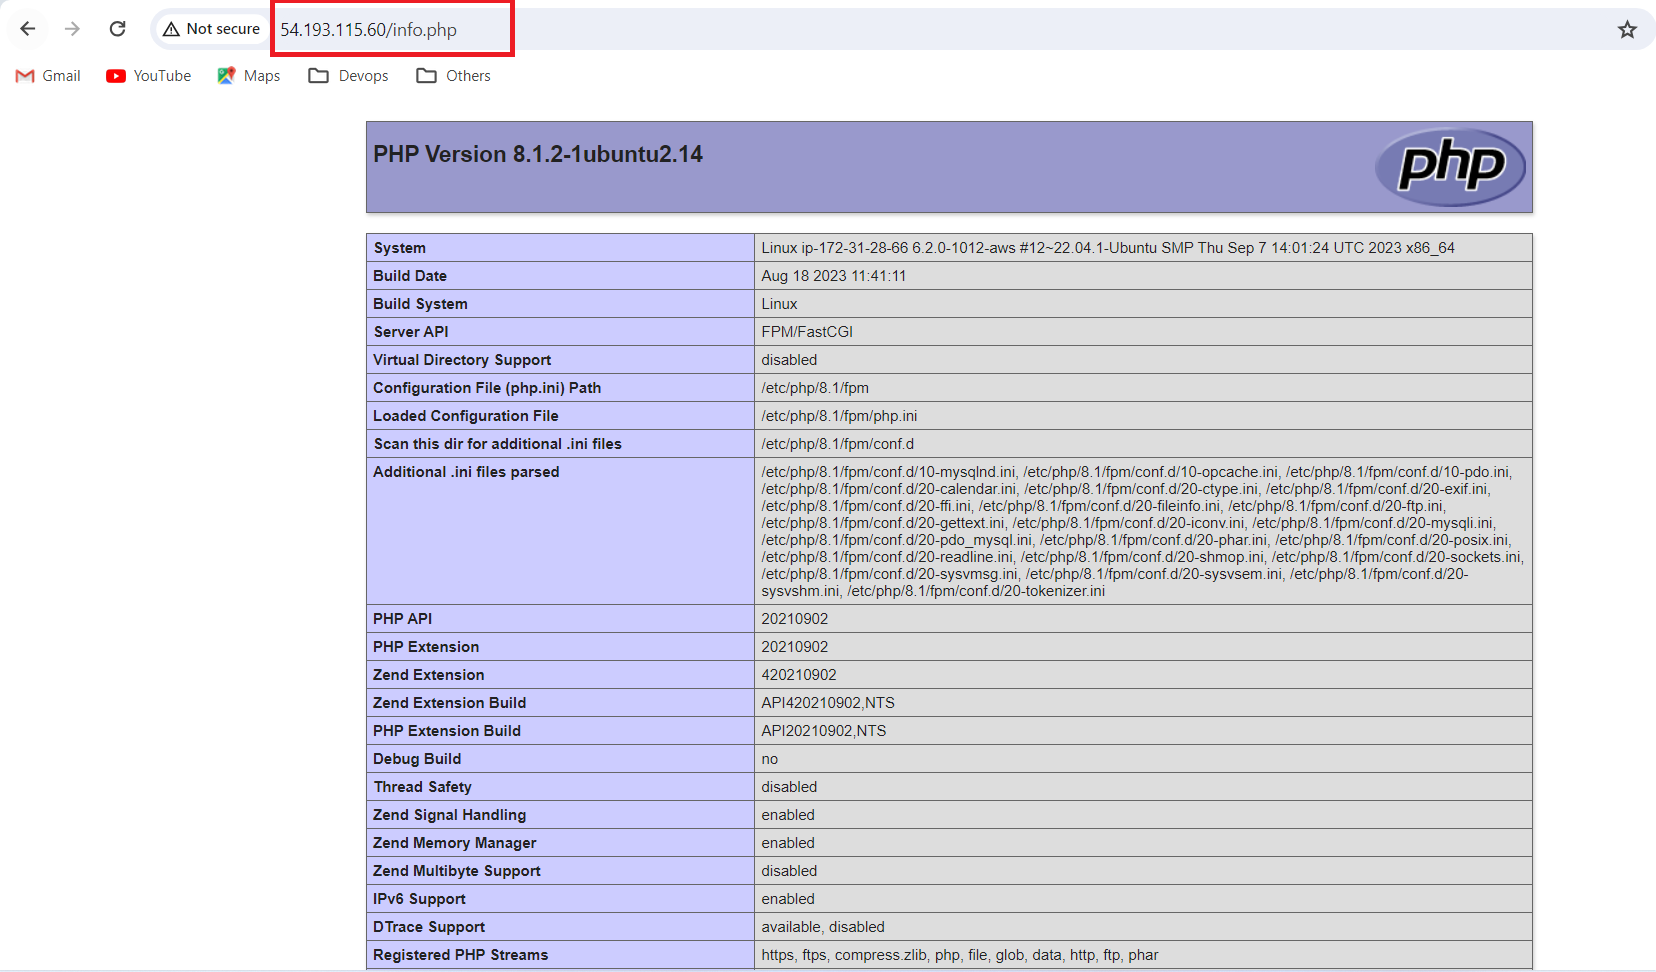 Not secure 54.193.115.60/info.php
Gmail YouTube Maps Devops Others
PHP Version 8.1.2-1ubuntu2.14
php
System Linux ip-172-31-28-66 6.2.0-1012-aws #12~22.04.1-Ubuntu SMP Thu Sep 7 14:01:24 UTC 2023 x86_64
Build Date Aug 18 2023 11:41:11
Build System Linux
Server API FPM/FastCGI
Virtual Directory Support disabled
Configuration File (php.ini) Path /etc/php/8.1/fpm
Loaded Configuration File /etc/php/8.1/fpm/php.ini
Scan this dir for additional .ini files /etc/php/8.1/fpm/conf.d
Additional .ini files parsed /etc/php/8.1/fpm/conf.d/10-mysqlnd.ini, /etc/php/8.1/fpm/conf.d/10-opcache.ini, /etc/php/8.1/fpm/conf.d/10-pdo.ini,
/etc/php/8.1/fpm/conf.d/20-calendar.ini, /etc/php/8.1/fpm/conf.d/20-ctype.ini, /etc/php/8.1/fpm/conf.d/20-exif.ini,
/etc/php/8.1/fpm/conf.d/20-ffi.ini, /etc/php/8.1/fpm/conf.d/20-fileinfo.ini, /etc/php/8.1/fpm/conf.d/20-ftp.ini,
/etc/php/8.1/fpm/conf.d/20-gettext.ini, /etc/php/8.1/fpm/conf.d/20-iconv.ini, /etc/php/8.1/fpm/conf.d/20-mysqli.ini,
/etc/php/8.1/fpm/conf.d/20-pdo_mysql.ini, /etc/php/8.1/fpm/conf.d/20-phar.ini, /etc/php/8.1/fpm/conf.d/20-posix.ini,
/etc/php/8.1/fpm/conf.d/20-readline.ini, /etc/php/8.1/fpm/conf.d/20-shmop.ini, /etc/php/8.1/fpm/conf.d/20-sockets.ini,
/etc/php/8.1/fpm/conf.d/20-sysvmsg.ini, /etc/php/8.1/fpm/conf.d/20-sysvsem.ini, /etc/php/8.1/fpm/conf.d/20-
sysvshm.ini, /etc/php/8.1/fpm/conf.d/20-tokenizer.ini
PHP API 20210902
PHP Extension 20210902
Zend Extension 420210902
Zend Extension Build API420210902,NTS
PHP Extension Build API20210902,NTS
Debug Build no
Thread Safety disabled
Zend Signal Handling enabled
Zend Memory Manager enabled
Zend Multibyte Support disabled
IPv6 Support enabled
DTrace Support available, disabled
Registered PHP Streams https, ftps, compress.zlib, php, file, glob, data, http, ftp, phar